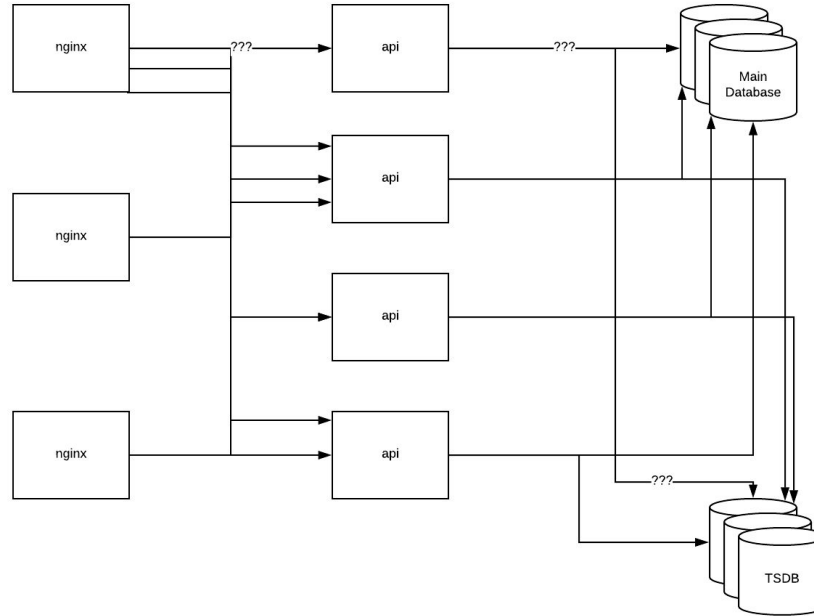 nginx
???
api
???
Main
Database
api
nginx
api
nginx
api
???
TSDB